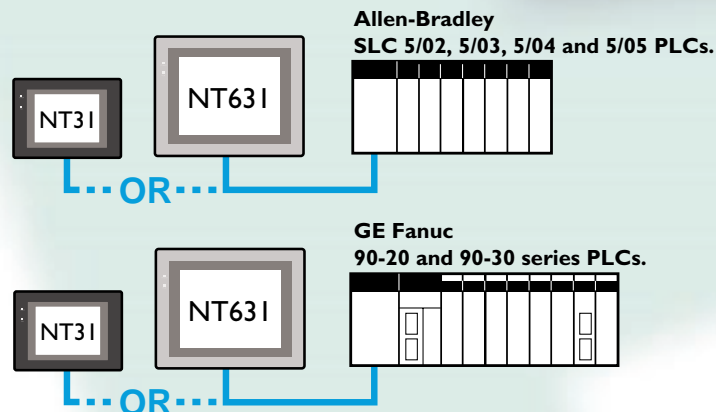 Allen-Bradley
SLC 5/02, 5/03, 5/04 and 5/05 PLCs.
NT31
NT631
OR
GE Fanuc
90-20 and 90-30 series PLCs.
NT31
NT631
OR